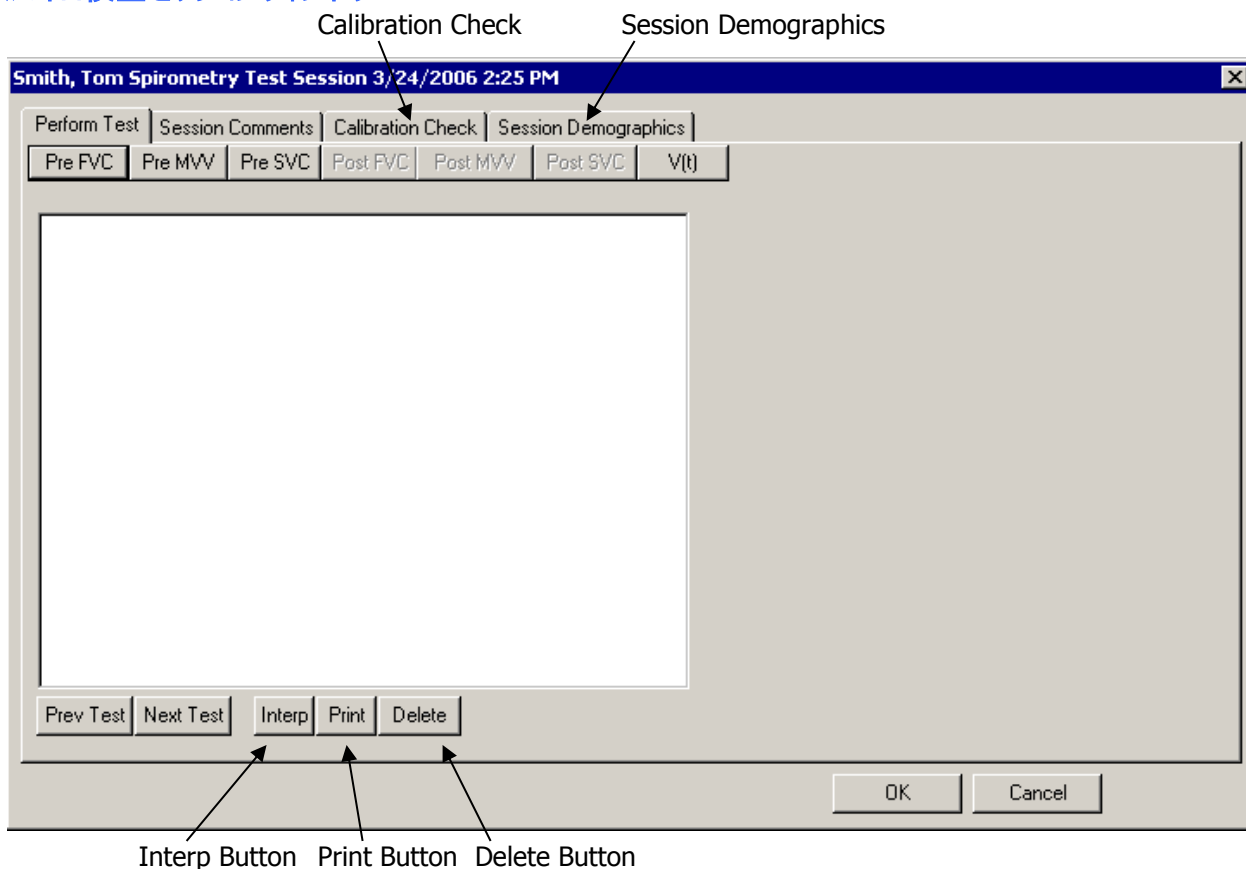 Calibration Check Session Demographics
Smith, Tom Spirometry Test Session 3/24/2006 2:25 PM
Perform Test Session Comments Calibration Check Session Demographics
Pre FVC Pre MVV Pre SVC Post FVC Post MVV Post SVC V(t)
Prev Test Next Test Interp Print Delete
OK Cancel
Interp Button Print Button Delete Button